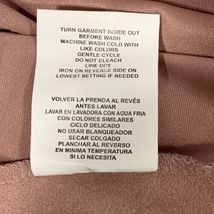 TURN GARMENT INSIDE OUT
BEFORE WASH
MACHINE WASH COLD WITH
LIKE COLORS
GENTLE CYCLE
DO NOT BLEACH
LINE DRY
IRON ON REVERSE SIDE ON
LOWEST SETTING IF NEEDED
VOLVER LA PRENDA AL REVÉS
ANTES LAVAR
LAVAR EN LAVADORA CON AGUA FRIA
CON COLORES SIMILARES
CICLO DELICADO
NO USAR BLANQUEADOR
SECAR COLGADO
PLANCHAR AL REVERSO
EN MINIMA TEMPERATURA
SI LO NECESITA